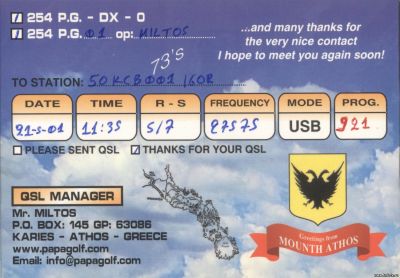 254 P.G. - DX - 0
254 P.G. 01 op: MILTOS
...and many thanks for
the very nice contact
I hope to meet you again soon!
73'S
TO STATION: 50KCB001/60R
DATE TIME R - S FREQUENCY MODE PROG.
21-5-01 11:35 5/7 27575 USB 921
PLEASE SENT QSL THANKS FOR YOUR QSL
QSL MANAGER
Mr. MILTOS
P.O. BOX: 145 GP: 63086
KARIES - ATHOS - GREECE
www.papagolf.com
Email: info@papagolf.com
Greetings from
MOUNTH ATHOS